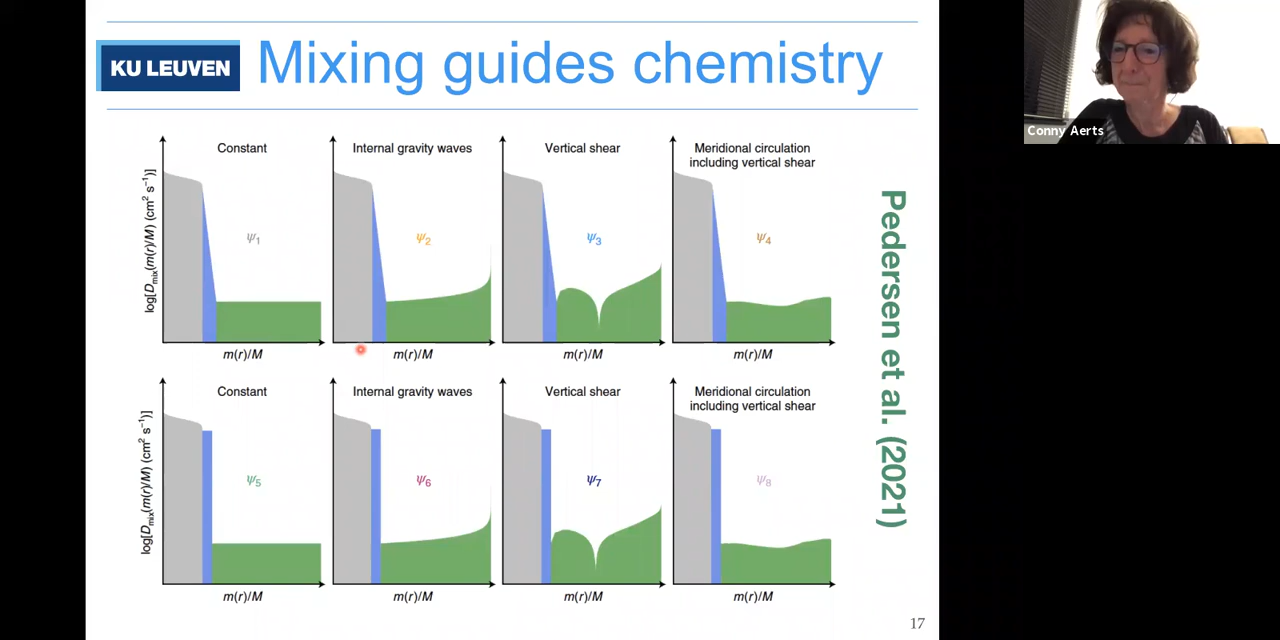 KU LEUVEN
Mixing guides chemistry
Conny Aerts
Constant
Internal gravity waves
Vertical shear
Meridional circulation
including vertical shear
log[D_mix(m(r)/M) (cm² s⁻¹)]
ψ₁
ψ₂
ψ₃
ψ₄
m(r)/M
m(r)/M
m(r)/M
m(r)/M
Constant
Internal gravity waves
Vertical shear
Meridional circulation
including vertical shear
log[D_mix(m(r)/M) (cm² s⁻¹)]
ψ₅
ψ₆
ψ₇
ψ₈
m(r)/M
m(r)/M
m(r)/M
m(r)/M
Pedersen et al. (2021)
17